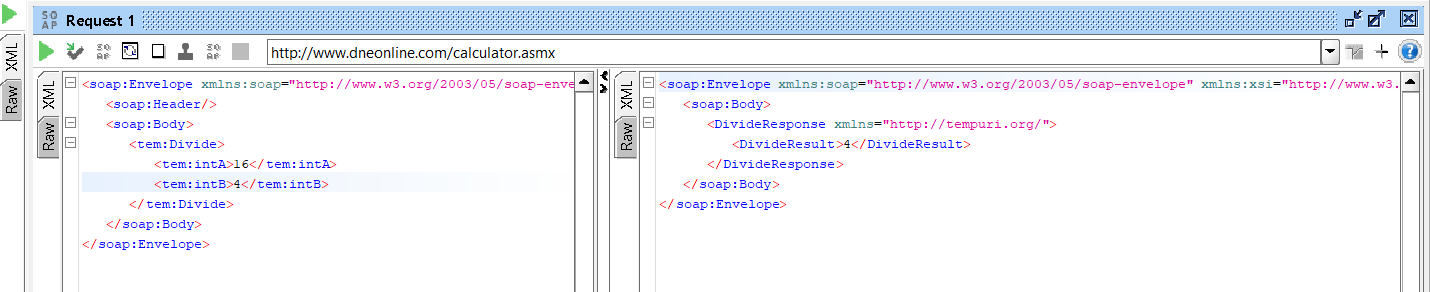 SO AP Request 1
SO AP SO AP http://www.dneonline.com/calculator.asmx
XML
Raw
XML
Raw
<soap:Envelope xmlns:soap="http://www.w3.org/2003/05/soap-enve
<soap:Header/>
<soap:Body>
<tem:Divide>
<tem:intA>16</tem:intA>
<tem:intB>4</tem:intB>
</tem:Divide>
</soap:Body>
</soap:Envelope>
XML
Raw
<soap:Envelope xmlns:soap="http://www.w3.org/2003/05/soap-envelope" xmlns:xsi="http://www.w3.
<soap:Body>
<DivideResponse xmlns="http://tempuri.org/">
<DivideResult>4</DivideResult>
</DivideResponse>
</soap:Body>
</soap:Envelope>